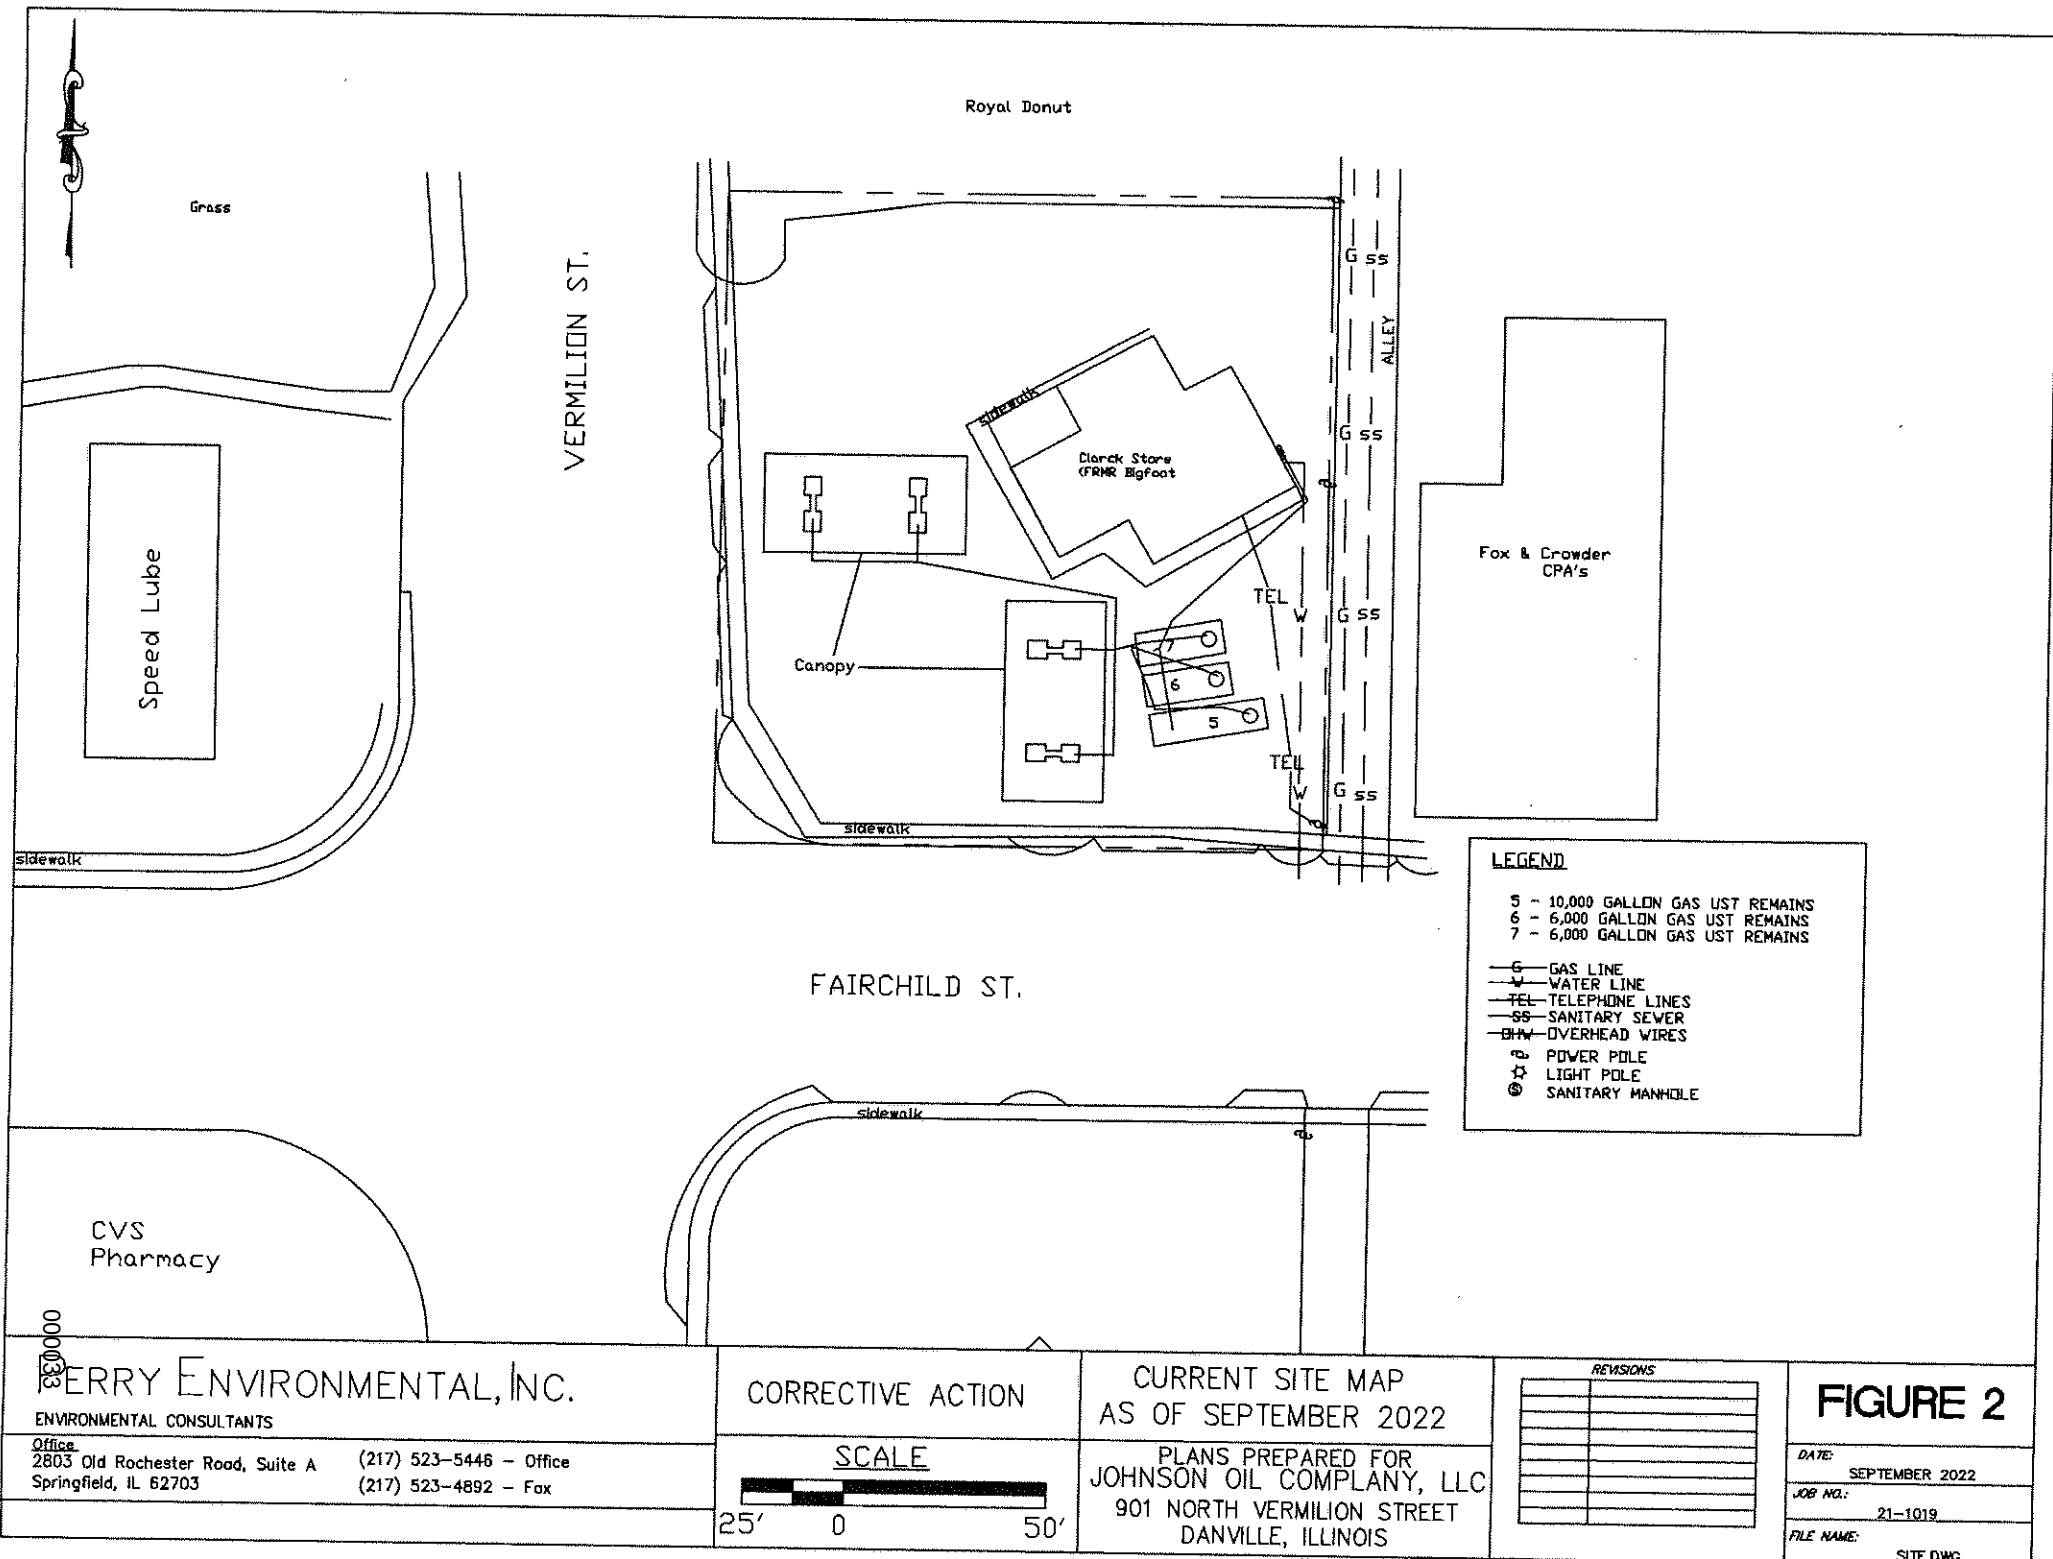 Royal Donut
Grass
VERMILION ST.
G SS
ALLEY
sidewalk
Clarck Store
(FRMR Bigfoot
G SS
Speed Lube
Fox & Crowder
CPA's
TEL
W
G SS
Canopy
7
6
5
TEL
W
G SS
sidewalk
sidewalk
LEGEND
5 - 10,000 GALLON GAS UST REMAINS
6 - 6,000 GALLON GAS UST REMAINS
7 - 6,000 GALLON GAS UST REMAINS
G GAS LINE
W WATER LINE
TEL TELEPHONE LINES
SS SANITARY SEWER
OHW OVERHEAD WIRES
POWER POLE
LIGHT POLE
S SANITARY MANHOLE
FAIRCHILD ST.
sidewalk
CVS
Pharmacy
000033
PERRY ENVIRONMENTAL, INC.
ENVIRONMENTAL CONSULTANTS
Office
2803 Old Rochester Road, Suite A (217) 523-5446 - Office
Springfield, IL 62703 (217) 523-4892 - Fax
CORRECTIVE ACTION
SCALE
25' 0 50'
CURRENT SITE MAP
AS OF SEPTEMBER 2022
PLANS PREPARED FOR
JOHNSON OIL COMPLANY, LLC
901 NORTH VERMILION STREET
DANVILLE, ILLINOIS
REVISIONS
FIGURE 2
DATE:
SEPTEMBER 2022
JOB NO.:
21-1019
FILE NAME:
SITE.DWG